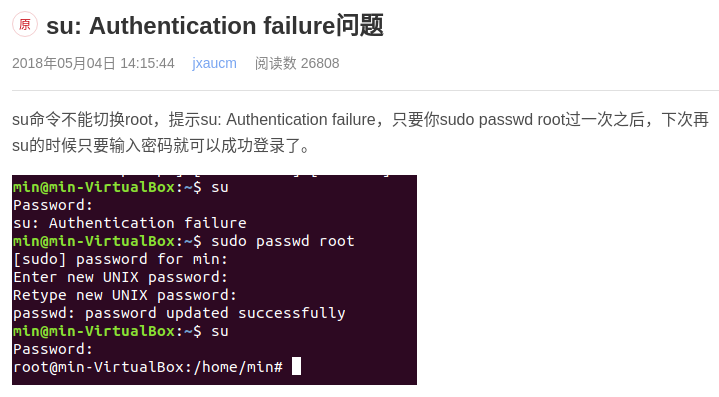 原 su: Authentication failure问题
2018年05月04日 14:15:44 jxaucm 阅读数 26808
su命令不能切换root，提示su: Authentication failure，只要你sudo passwd root过一次之后，下次再
su的时候只要输入密码就可以成功登录了。
min@min-VirtualBox:~$ su
Password:
su: Authentication failure
min@min-VirtualBox:~$ sudo passwd root
[sudo] password for min:
Enter new UNIX password:
Retype new UNIX password:
passwd: password updated successfully
min@min-VirtualBox:~$ su
Password:
root@min-VirtualBox:/home/min#